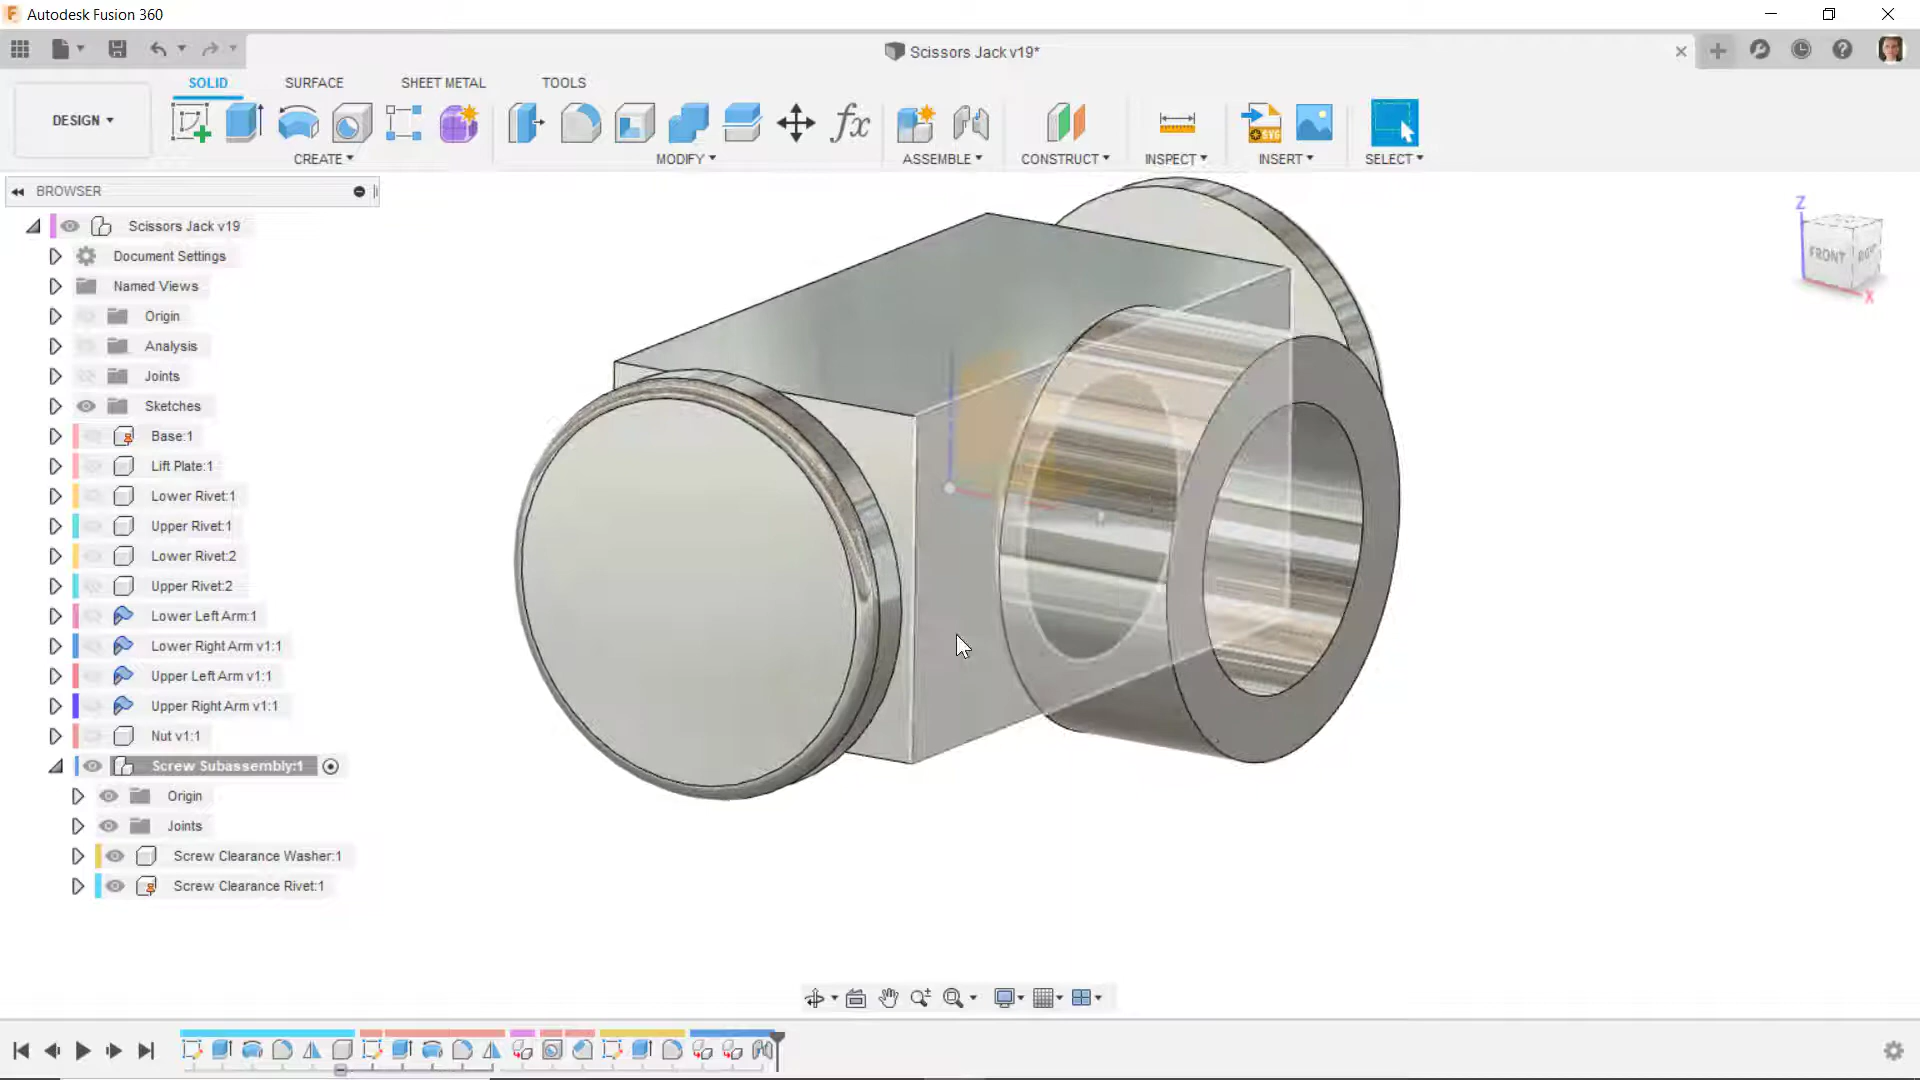 Autodesk Fusion 360
Scissors Jack v19*
SOLID SURFACE SHEET METAL TOOLS
DESIGN
CREATE MODIFY ASSEMBLE CONSTRUCT INSPECT INSERT SELECT
fx
SVG
BROWSER
Scissors Jack v19
Document Settings
Named Views
Origin
Analysis
Joints
Sketches
Base:1
Lift Plate:1
Lower Rivet:1
Upper Rivet:1
Lower Rivet:2
Upper Rivet:2
Lower Left Arm:1
Lower Right Arm v1:1
Upper Left Arm v1:1
Upper Right Arm v1:1
Nut v1:1
Screw Subassembly:1
Origin
Joints
Screw Clearance Washer:1
Screw Clearance Rivet:1
Z
FRONT RIGHT
X